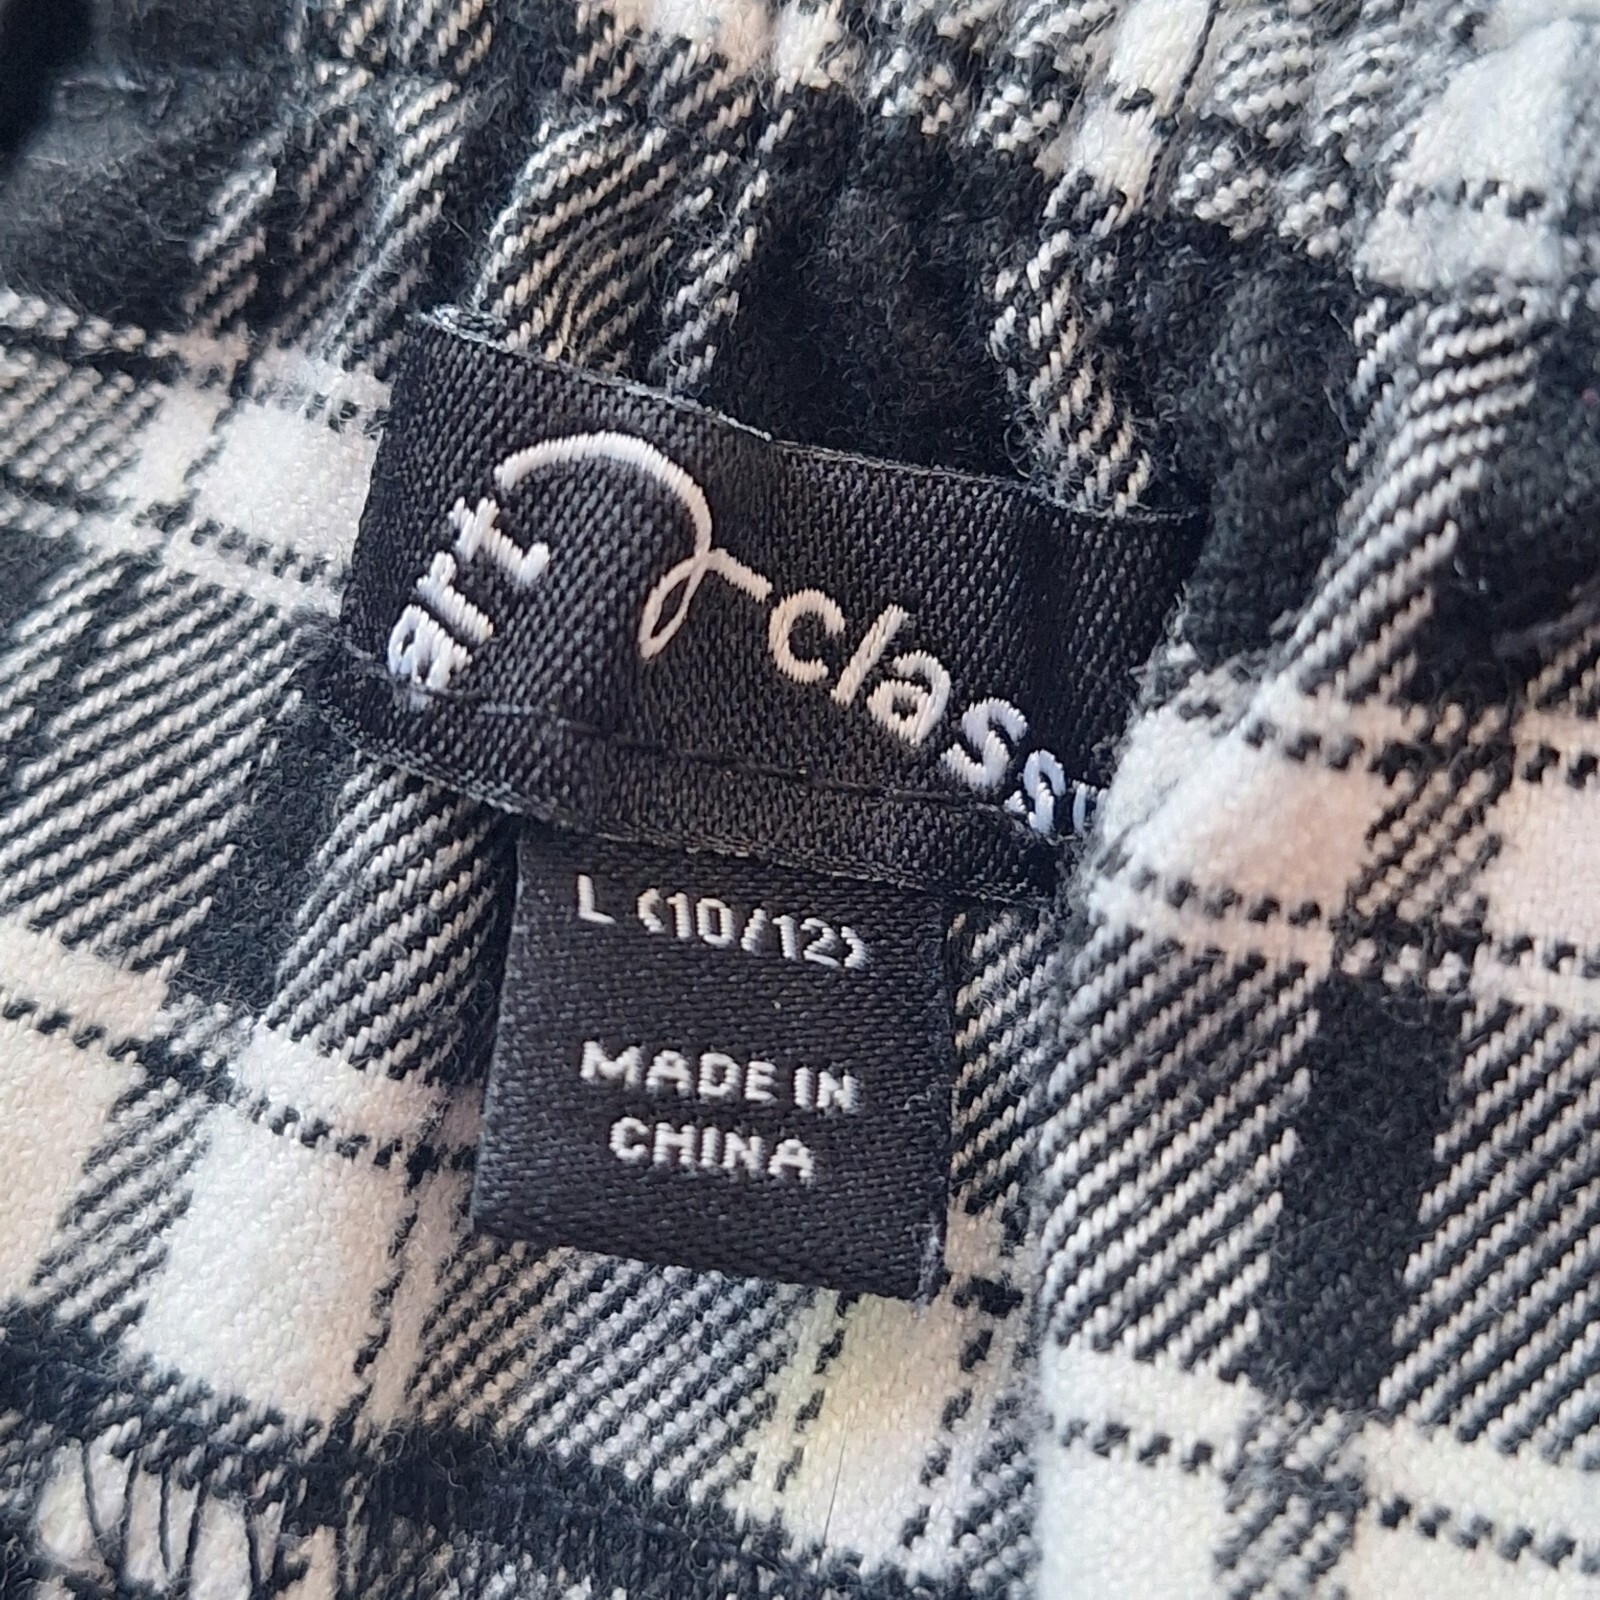 art class
L (10/12)
MADE IN
CHINA